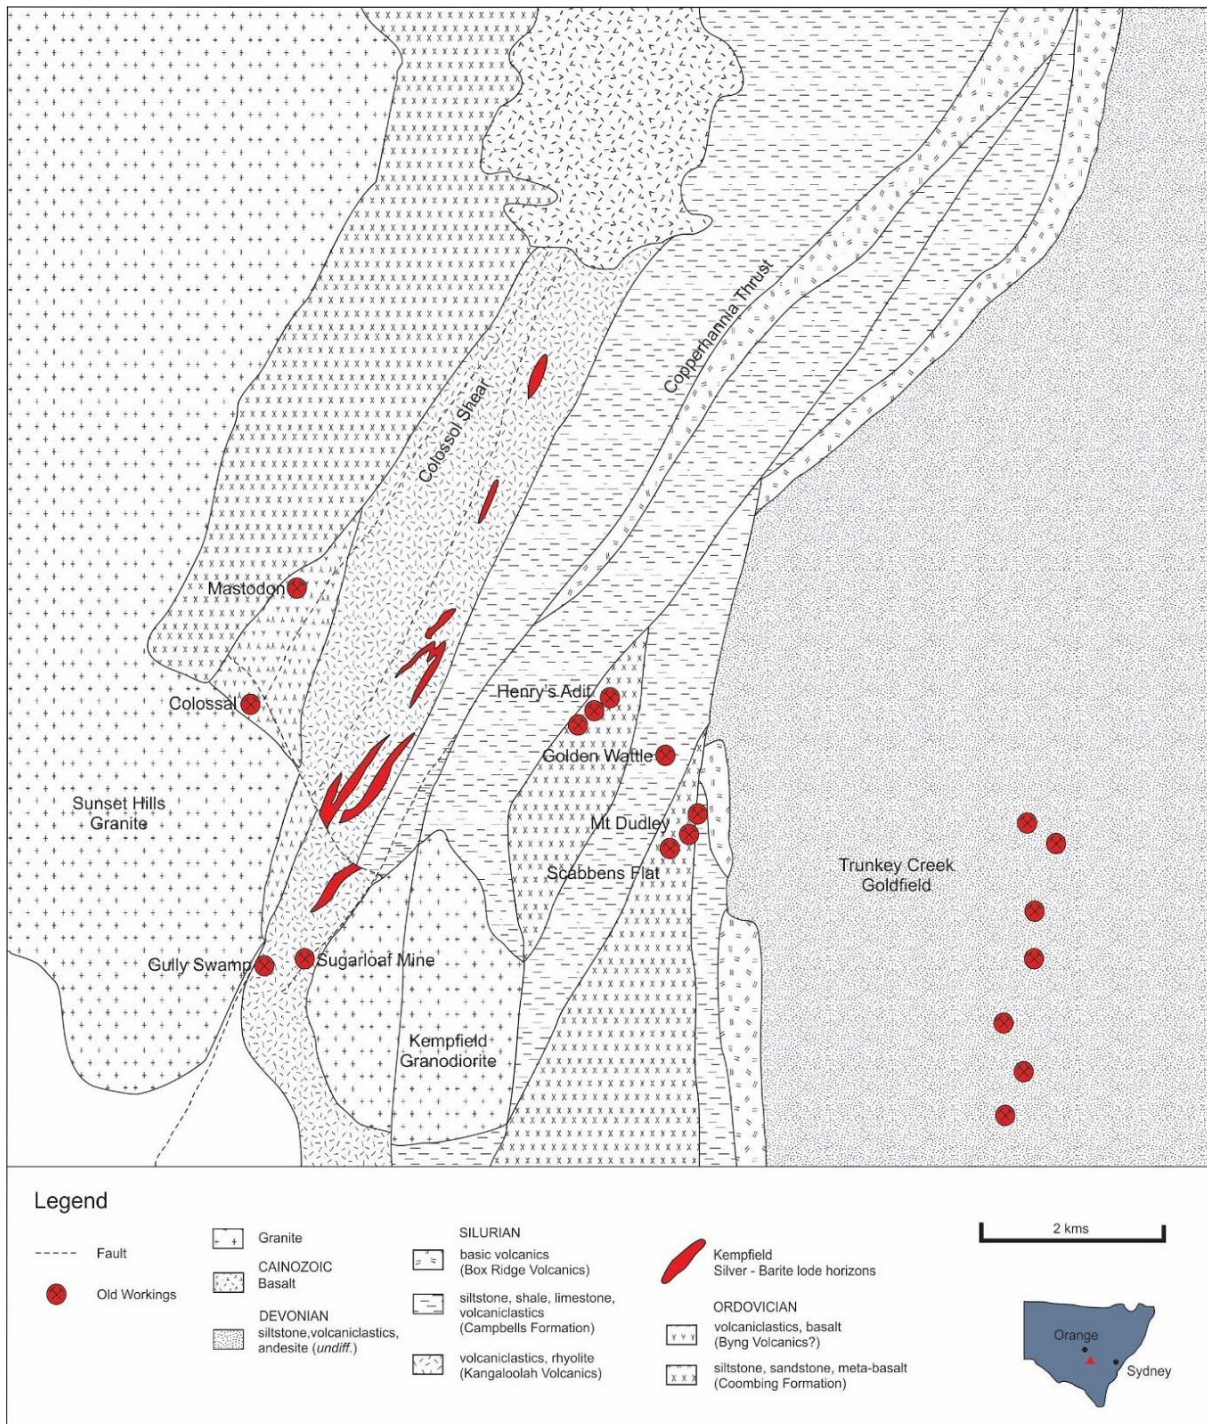 Copperhannia Thrust
Colossol Shear
Mastodon
Colossal
Henry's Adit
Golden Wattle
Sunset Hills
Granite
Mt Dudley
Scabbens Flat
Trunkey Creek
Goldfield
Gully Swamp
Sugarloaf Mine
Kempfield
Granodiorite
Legend
Fault
Old Workings
Granite
CAINOZOIC
Basalt
DEVONIAN
siltstone,volcaniclastics,
andesite (undiff.)
SILURIAN
basic volcanics
(Box Ridge Volcanics)
siltstone, shale, limestone,
volcaniclastics
(Campbells Formation)
volcaniclastics, rhyolite
(Kangaloolah Volcanics)
Kempfield
Silver - Barite lode horizons
ORDOVICIAN
volcaniclastics, basalt
(Byng Volcanics?)
siltstone, sandstone, meta-basalt
(Coombing Formation)
2 kms
Orange
Sydney